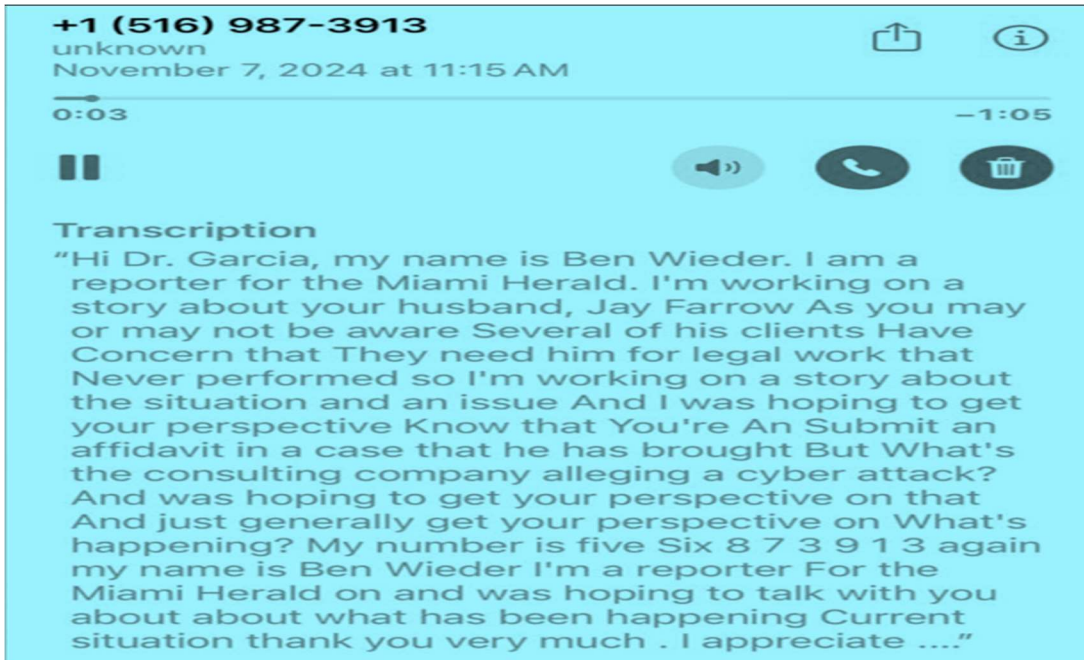 +1 (516) 987-3913
unknown
November 7, 2024 at 11:15 AM
0:03
-1:05
Transcription
“Hi Dr. Garcia, my name is Ben Wieder. I am a
reporter for the Miami Herald. I'm working on a
story about your husband, Jay Farrow As you may
or may not be aware Several of his clients Have
Concern that They need him for legal work that
Never performed so I'm working on a story about
the situation and an issue And I was hoping to get
your perspective Know that You're An Submit an
affidavit in a case that he has brought But What's
the consulting company alleging a cyber attack?
And was hoping to get your perspective on that
And just generally get your perspective on What's
happening? My number is five Six 8 7 3 9 1 3 again
my name is Ben Wieder I'm a reporter For the
Miami Herald on and was hoping to talk with you
about about what has been happening Current
situation thank you very much . I appreciate ....”